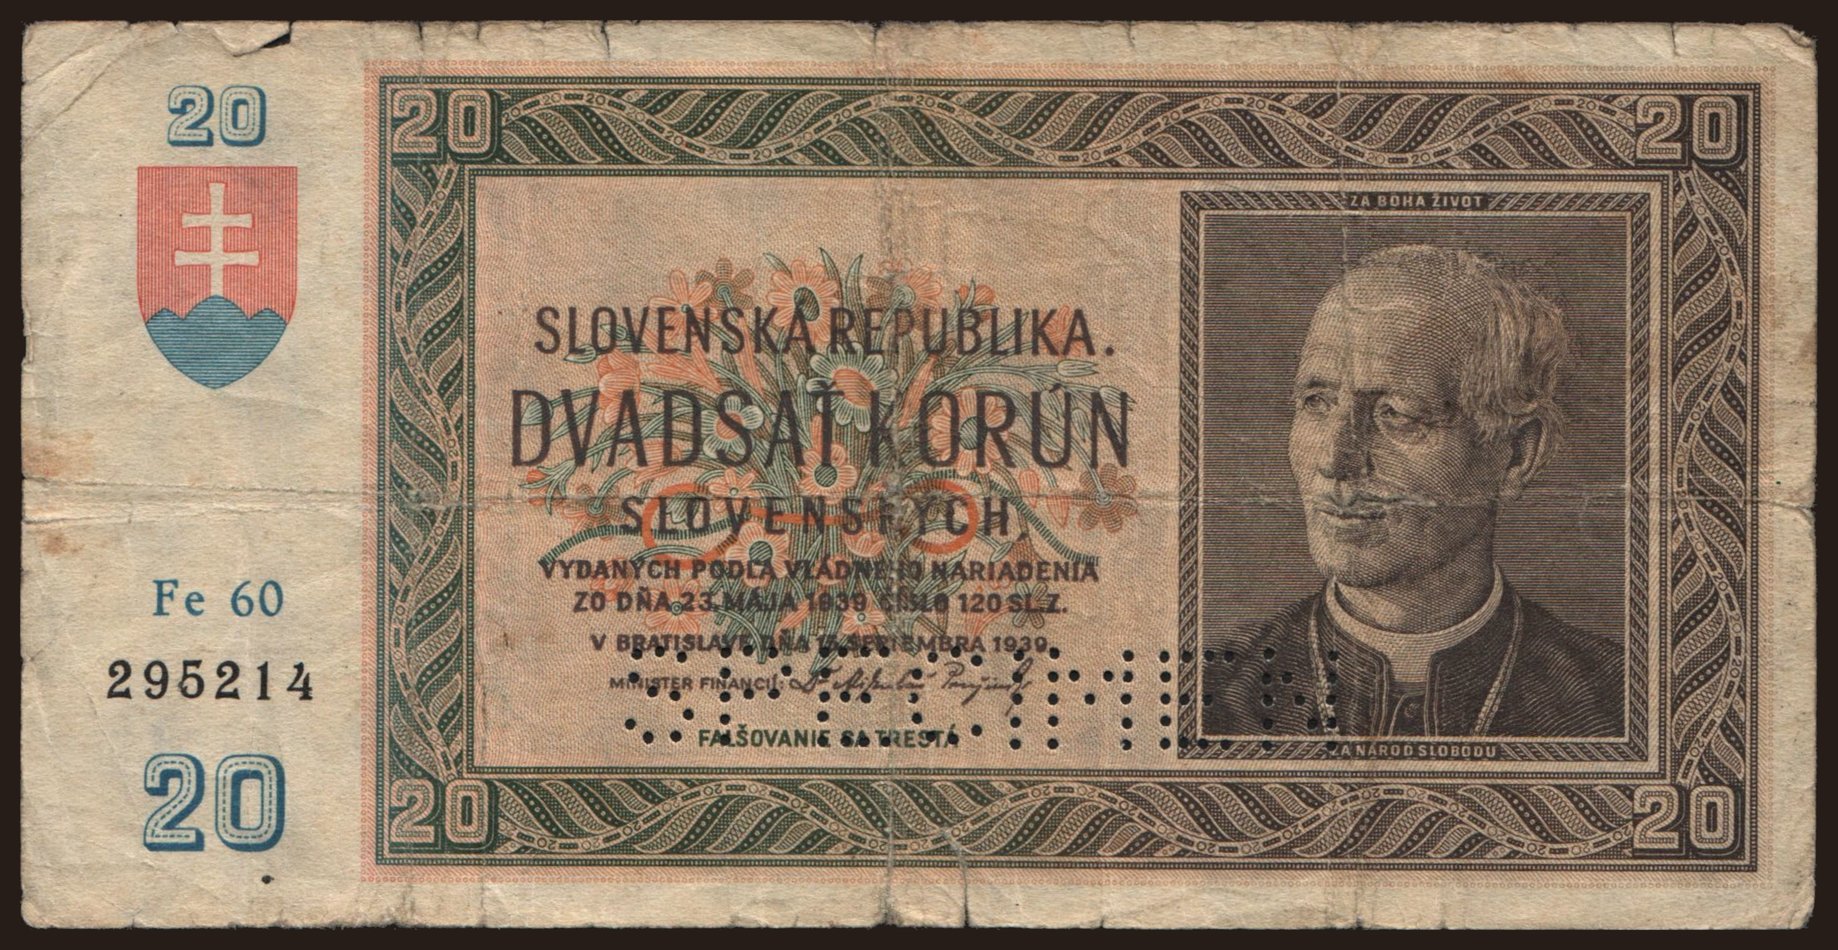 20
Fe 60
295214
20
20
20
ZA BOHA ŽIVOT
SLOVENSKÁ REPUBLIKA.
DVADSAŤ KORÚN
SLOVENSKÝCH,
VYDANÝCH PODĽA VLÁDNEHO NARIADENIA
ZO DŇA 23. MÁJA 1939 ČÍSLO 120 SL. Z.
V BRATISLAVE DŇA 15. SEPTEMBRA 1939.
MINISTER FINANCIÍ:
SPECIMEN
FALŠOVANIE SA TRESTÁ
ZA NÁROD SLOBODU
20
20